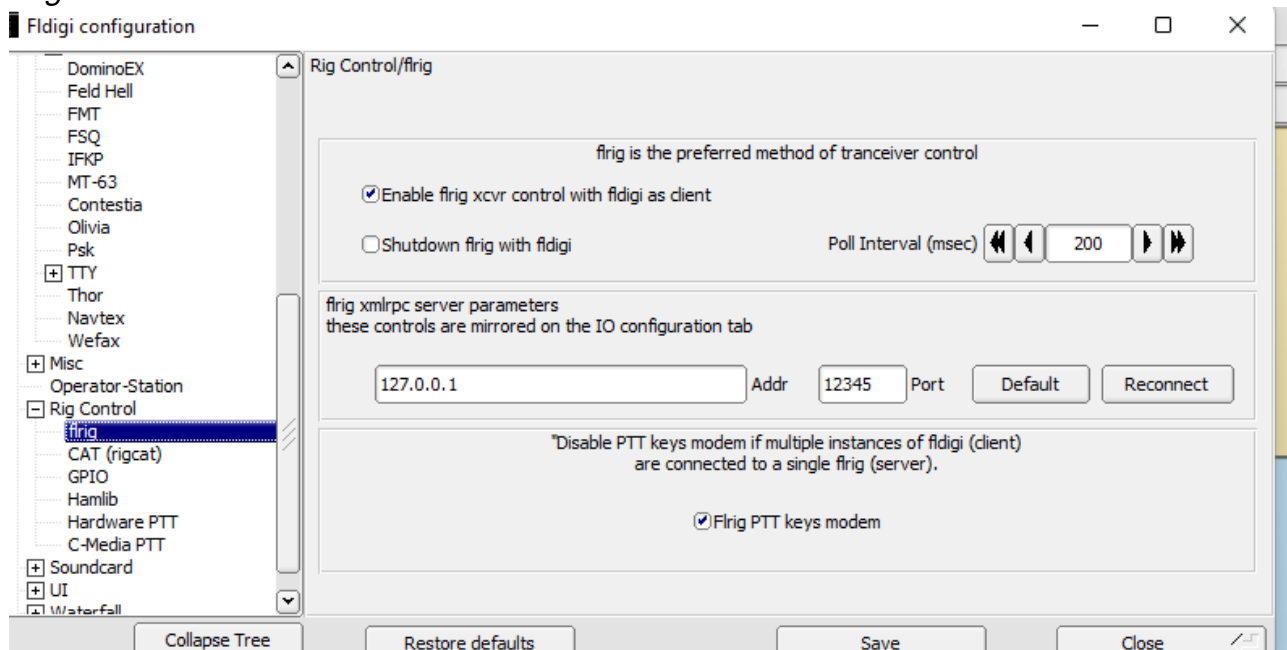 Fldigi configuration
DominoEX
Feld Hell
FMT
FSQ
IFKP
MT-63
Contestia
Olivia
Psk
TTY
Thor
Navtex
Wefax
Misc
Operator-Station
Rig Control
flrig
CAT (rigcat)
GPIO
Hamlib
Hardware PTT
C-Media PTT
Soundcard
UI
Waterfall
Collapse Tree
Rig Control/flrig
flrig is the preferred method of tranceiver control
Enable flrig xcvr control with fldigi as client
Shutdown flrig with fldigi
Poll Interval (msec) 200
flrig xmlrpc server parameters
these controls are mirrored on the IO configuration tab
127.0.0.1 Addr 12345 Port Default Reconnect
"Disable PTT keys modem if multiple instances of fldigi (client)
are connected to a single flrig (server).
Flrig PTT keys modem
Restore defaults Save Close